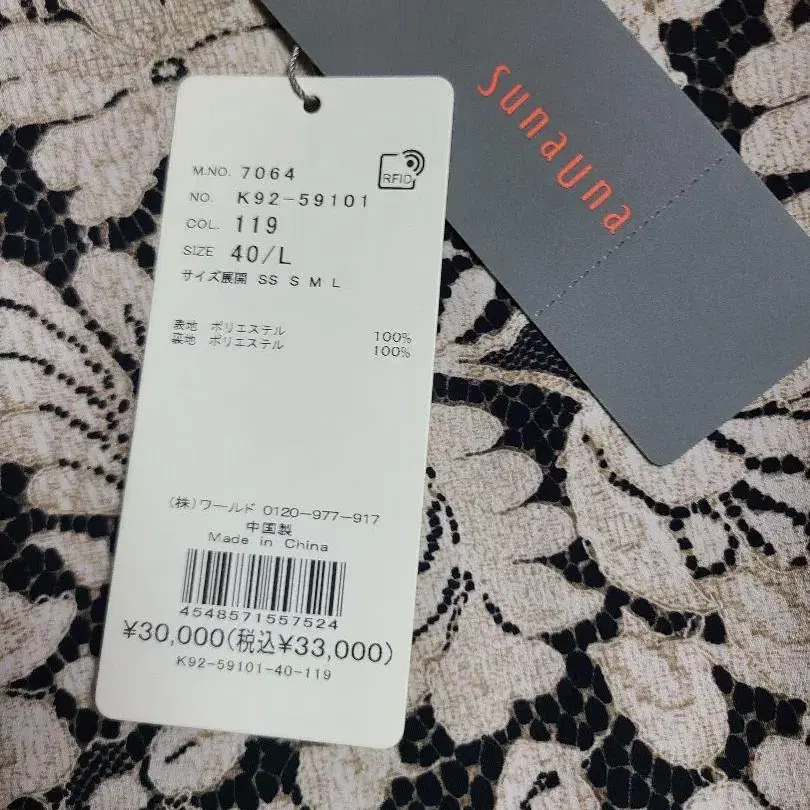 sunauna
M.NO. 7064
RFID
NO. K92-59101
COL. 119
SIZE 40/L
サイズ展開 SS S M L
表地 ポリエステル 100%
裏地 ポリエステル 100%
(株)ワールド 0120-977-917
中国製
Made in China
4548571557524
¥30,000(税込¥33,000)
K92-59101-40-119